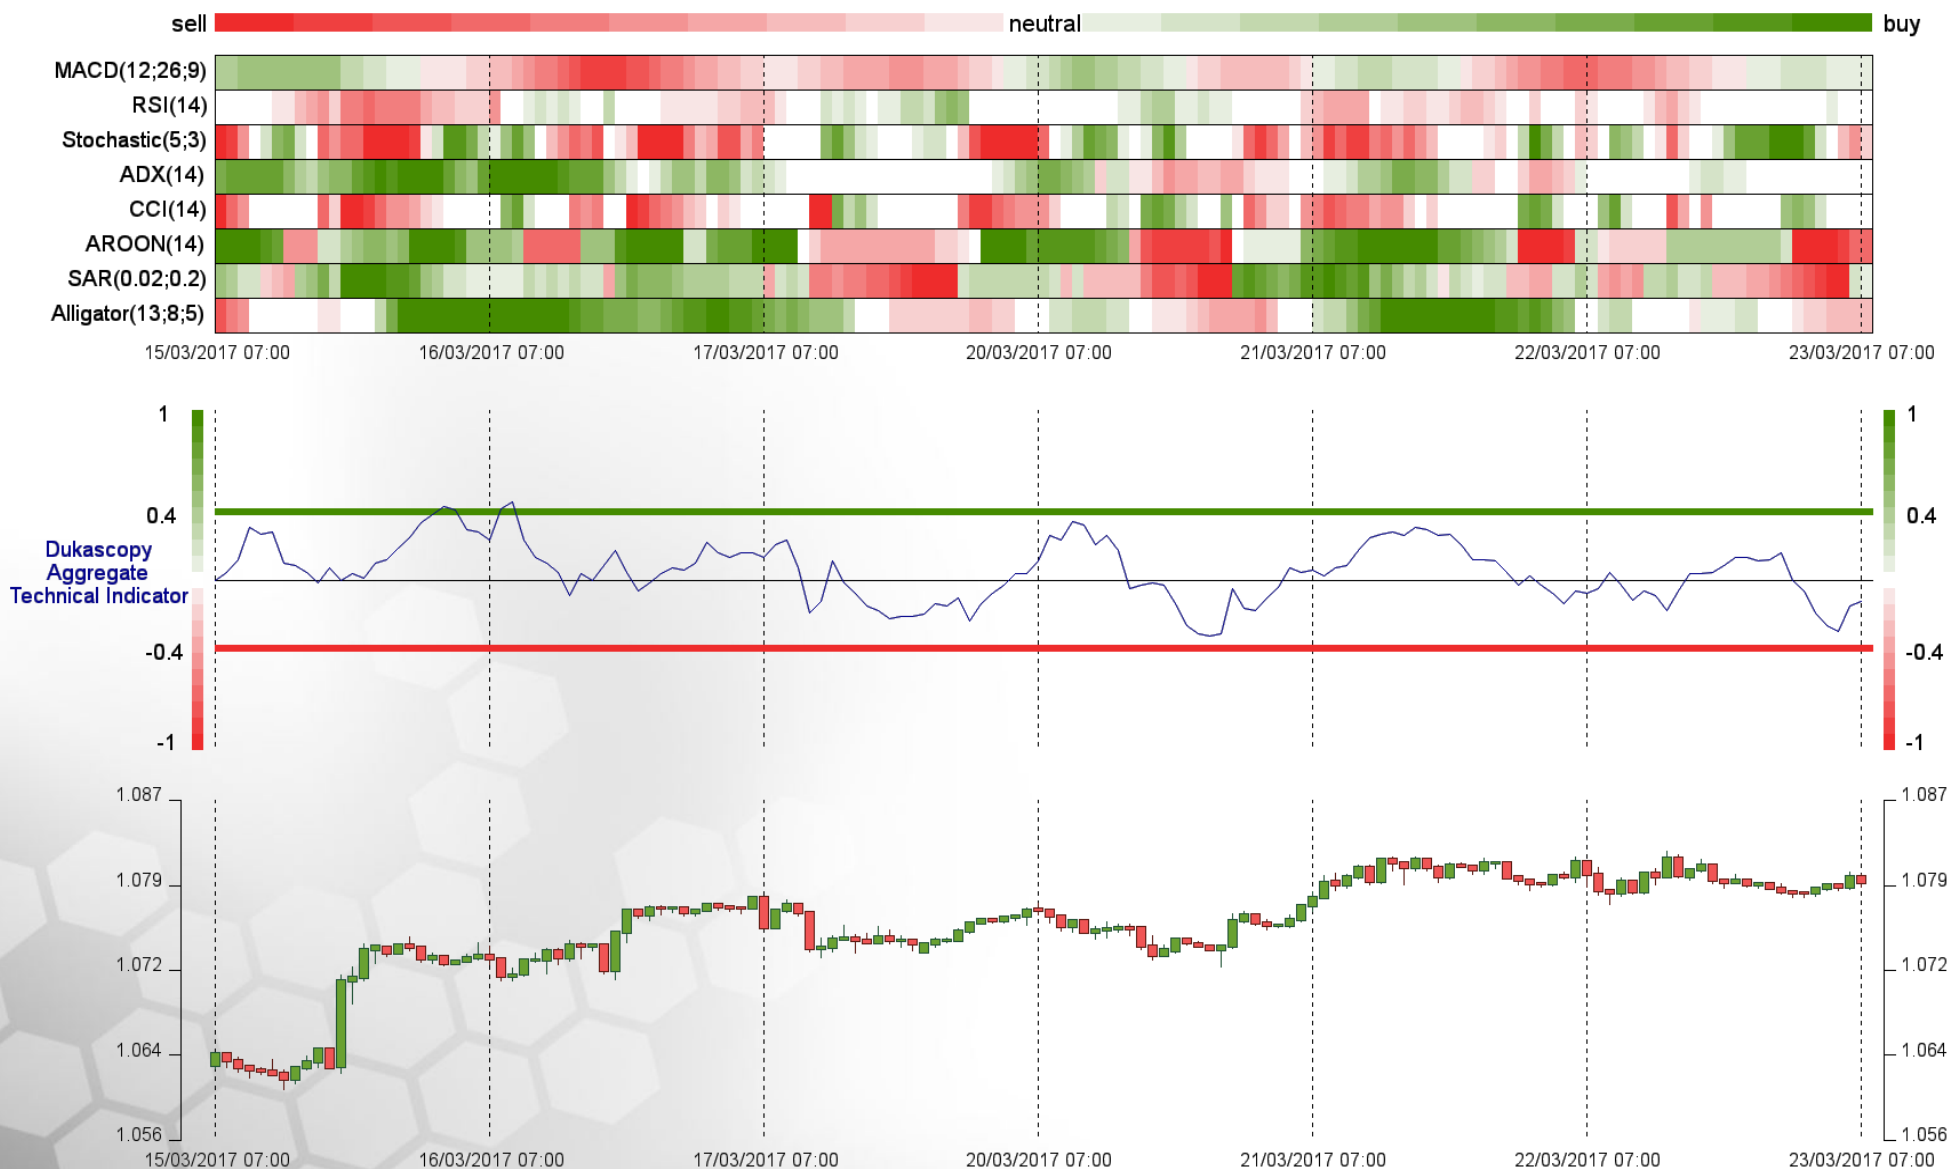 sell neutral buy
MACD(12;26;9)
RSI(14)
Stochastic(5;3)
ADX(14)
CCI(14)
AROON(14)
SAR(0.02;0.2)
Alligator(13;8;5)
15/03/2017 07:00 16/03/2017 07:00 17/03/2017 07:00 20/03/2017 07:00 21/03/2017 07:00 22/03/2017 07:00 23/03/2017 07:00
1 1
0.4 0.4
Dukascopy
Aggregate
Technical Indicator
-0.4 -0.4
-1 -1
1.087 1.087
1.079 1.079
1.072 1.072
1.064 1.064
1.056 1.056
15/03/2017 07:00 16/03/2017 07:00 17/03/2017 07:00 20/03/2017 07:00 21/03/2017 07:00 22/03/2017 07:00 23/03/2017 07:00